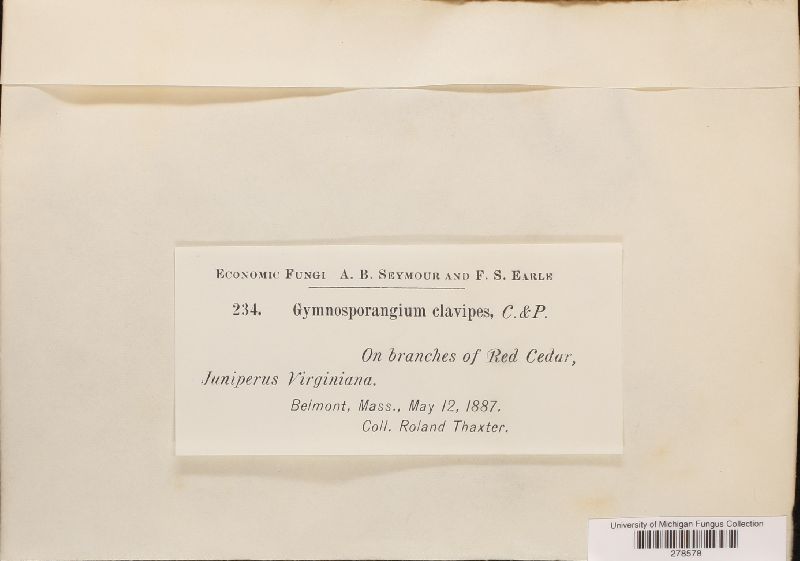 Economic Fungi A. B. Seymour and F. S. Earle
234. Gymnosporangium clavipes, C. & P.
On branches of Red Cedar,
Juniperus Virginiana.
Belmont, Mass., May 12, 1887.
Coll. Roland Thaxter.
University of Michigan Fungus Collection
278578